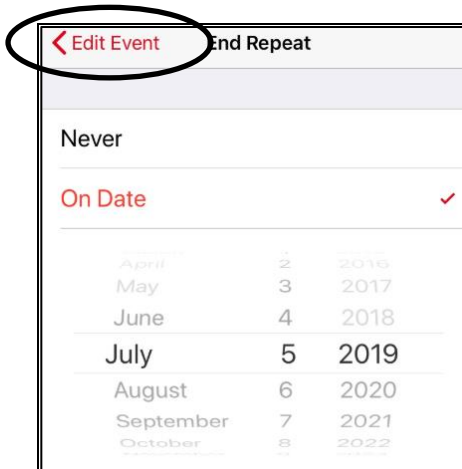 Edit Event End Repeat
Never
On Date
April 2 2016
May 3 2017
June 4 2018
July 5 2019
August 6 2020
September 7 2021
October 8 2022